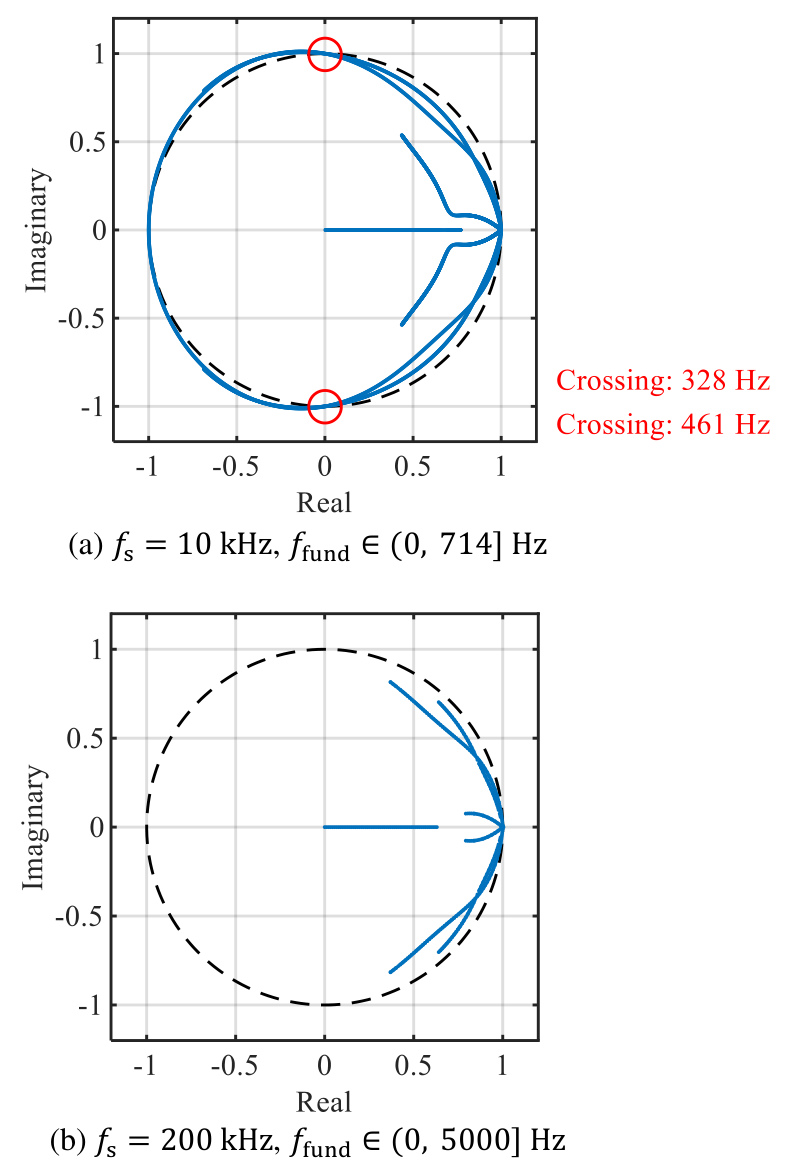 1
0.5
0
-0.5
-1
Imaginary
-1 -0.5 0 0.5 1
Real
Crossing: 328 Hz
Crossing: 461 Hz
(a) fs = 10 kHz, ffund ∈ (0, 714] Hz
1
0.5
0
-0.5
-1
Imaginary
-1 -0.5 0 0.5 1
Real
(b) fs = 200 kHz, ffund ∈ (0, 5000] Hz